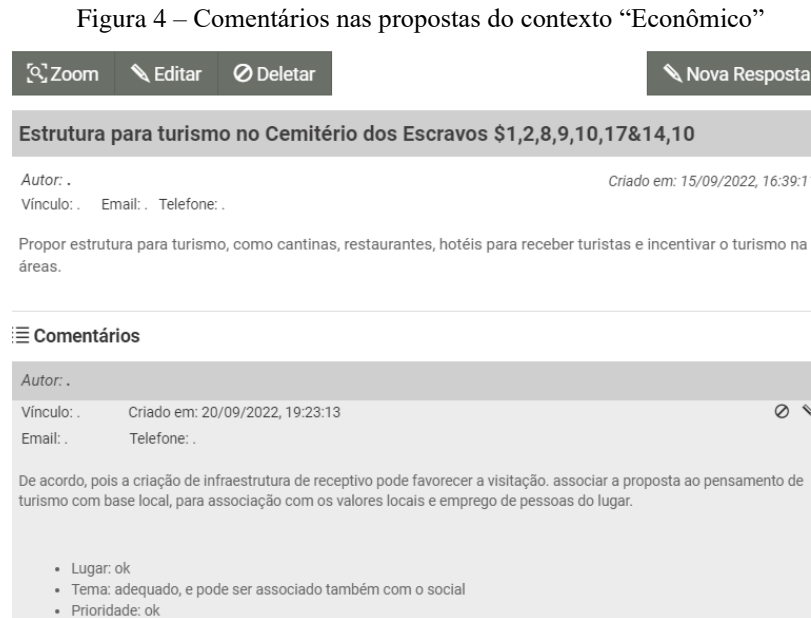 Figura 4 – Comentários nas propostas do contexto “Econômico”
Zoom Editar Deletar Nova Resposta
Estrutura para turismo no Cemitério dos Escravos $1,2,8,9,10,17&14,10
Autor: . Criado em: 15/09/2022, 16:39:1
Vínculo: . Email: . Telefone: .
Propor estrutura para turismo, como cantinas, restaurantes, hotéis para receber turistas e incentivar o turismo na
áreas.
Comentários
Autor: .
Vínculo: . Criado em: 20/09/2022, 19:23:13
Email: . Telefone: .
De acordo, pois a criação de infraestrutura de receptivo pode favorecer a visitação. associar a proposta ao pensamento de
turismo com base local, para associação com os valores locais e emprego de pessoas do lugar.
• Lugar: ok
• Tema: adequado, e pode ser associado também com o social
• Prioridade: ok